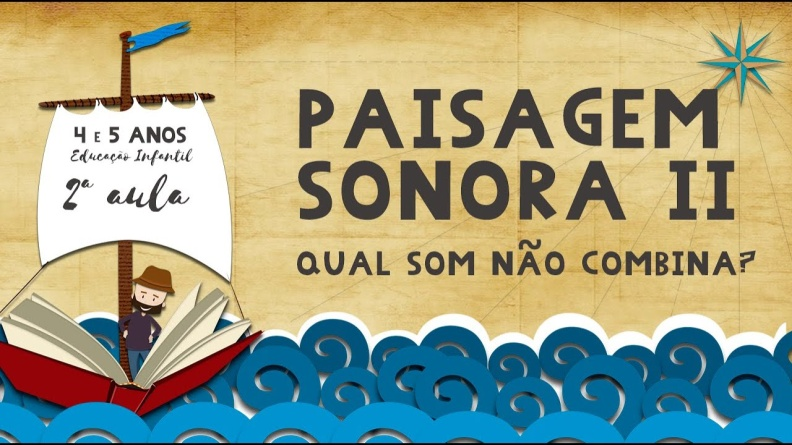 4 E 5 ANOS
Educação Infantil
2ª aula
PAISAGEM
SONORA II
QUAL SOM NÃO COMBINA?